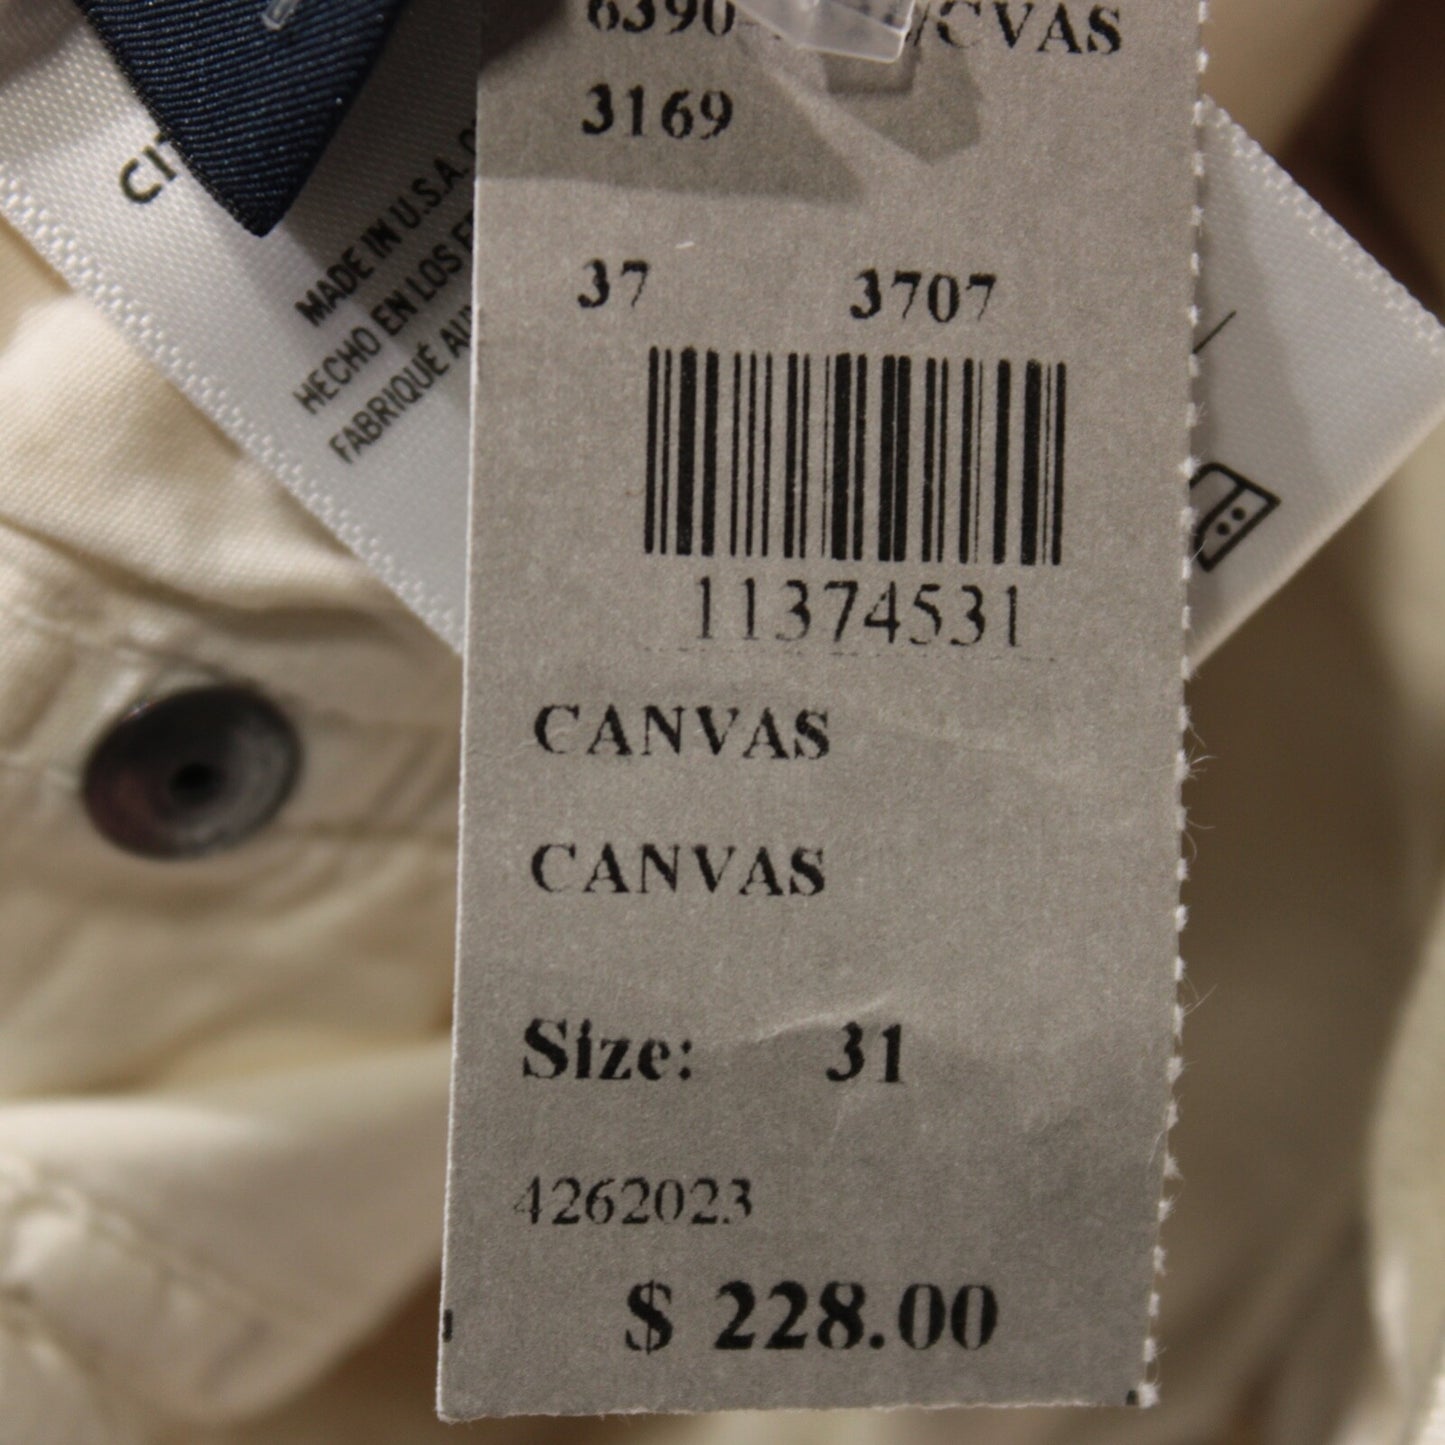 /CVAS
3169
37 3707
11374531
CANVAS
CANVAS
Size: 31
4262023
$ 228.00
MADE IN U.S.A.
HECHO EN LOS
FABRIQUÉ